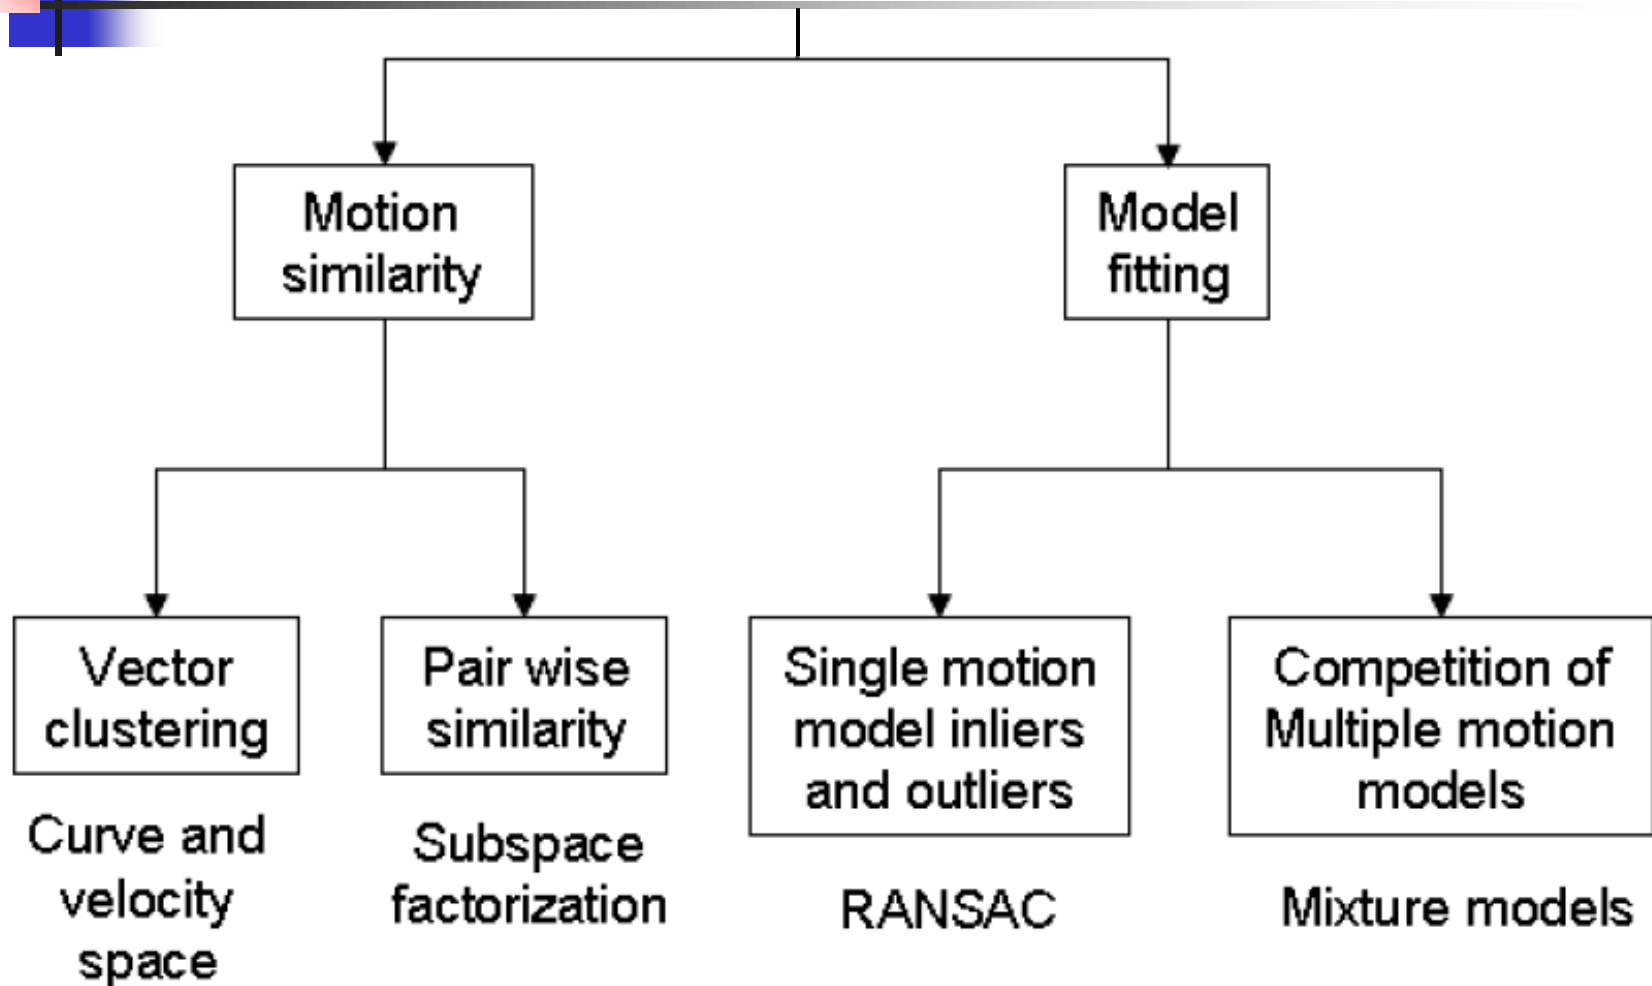 Motion
similarity
Model
fitting
Vector
clustering
Pair wise
similarity
Single motion
model inliers
and outliers
Competition of
Multiple motion
models
Curve and
velocity
space
Subspace
factorization
RANSAC
Mixture models